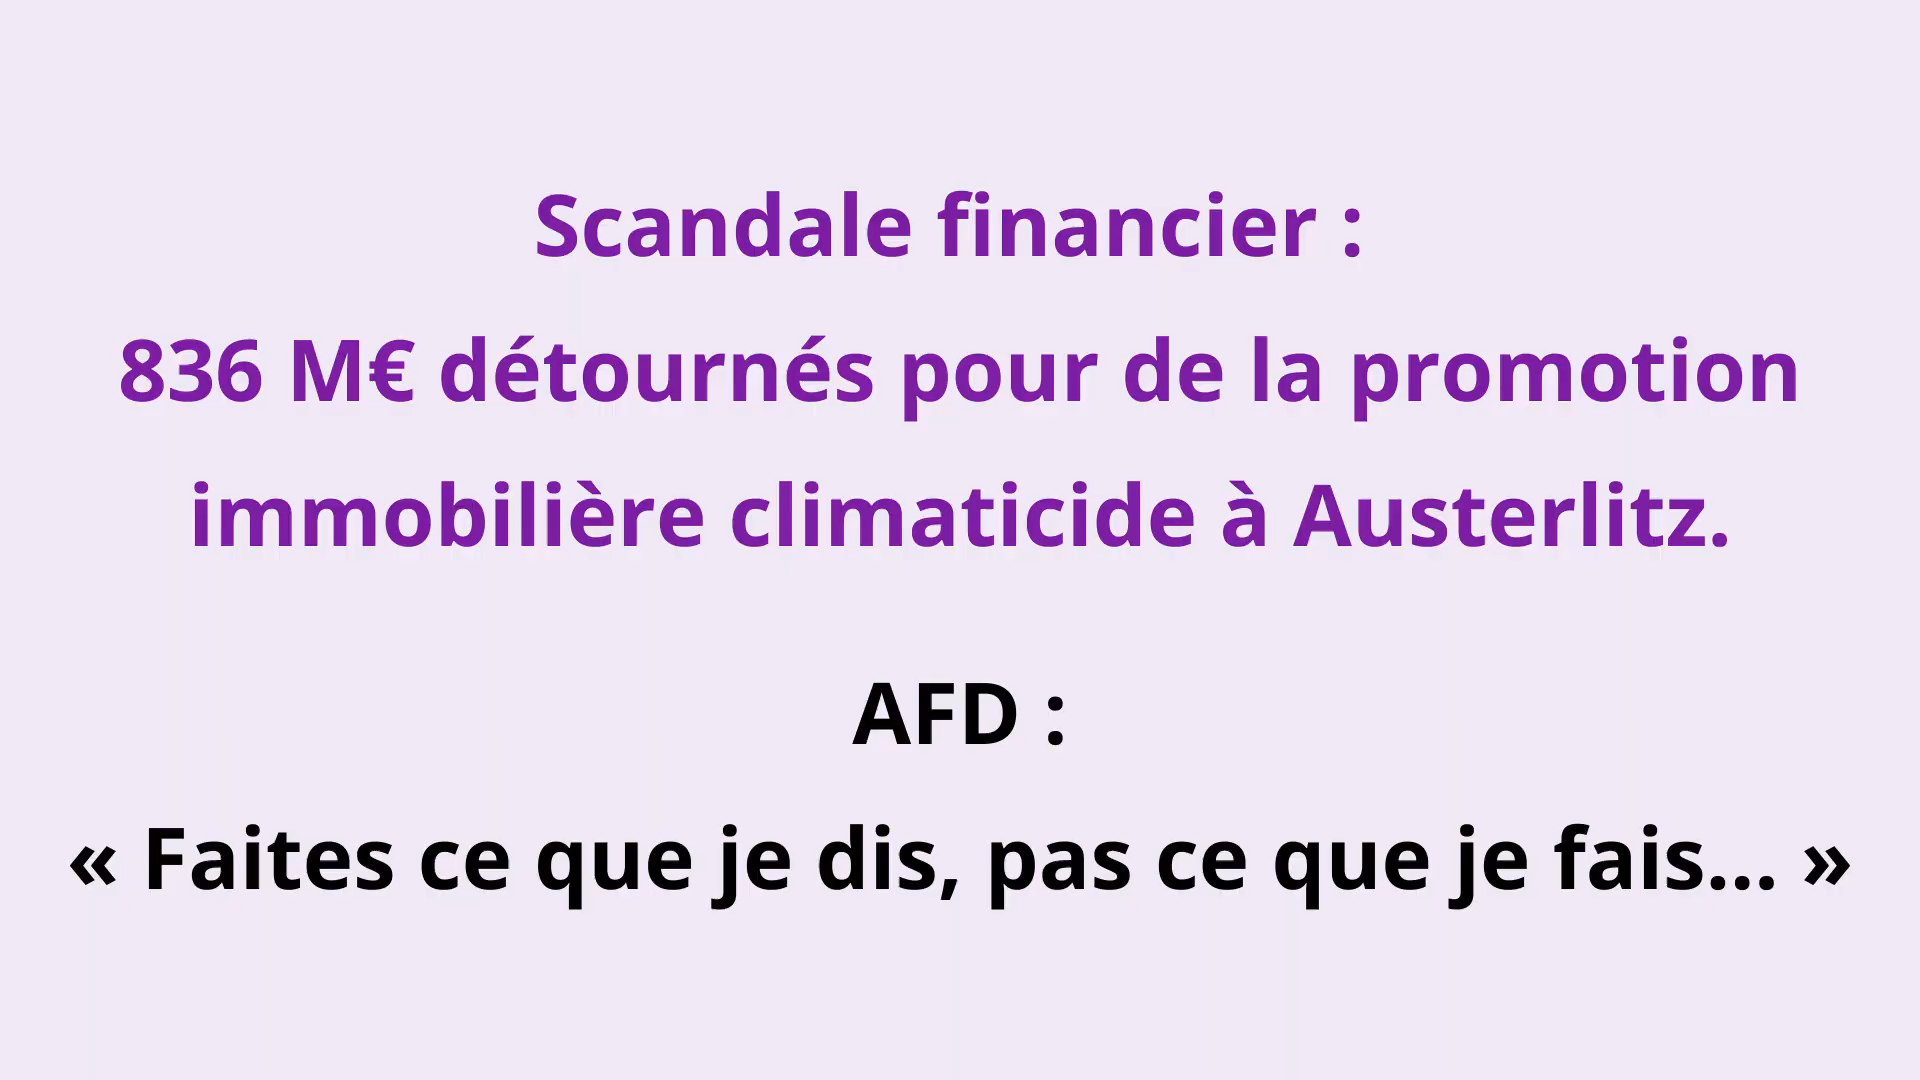 Scandale financier :
836 M€ détournés pour de la promotion
immobilière climaticide à Austerlitz.
AFD :
« Faites ce que je dis, pas ce que je fais… »